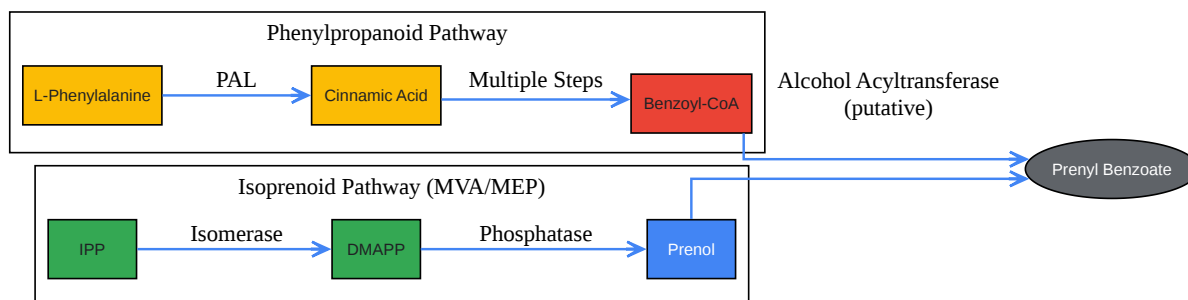 Phenylpropanoid Pathway
L-Phenylalanine
PAL
Cinnamic Acid
Multiple Steps
Benzoyl-CoA
Alcohol Acyltransferase
(putative)
Prenyl Benzoate
Isoprenoid Pathway (MVA/MEP)
IPP
Isomerase
DMAPP
Phosphatase
Prenol